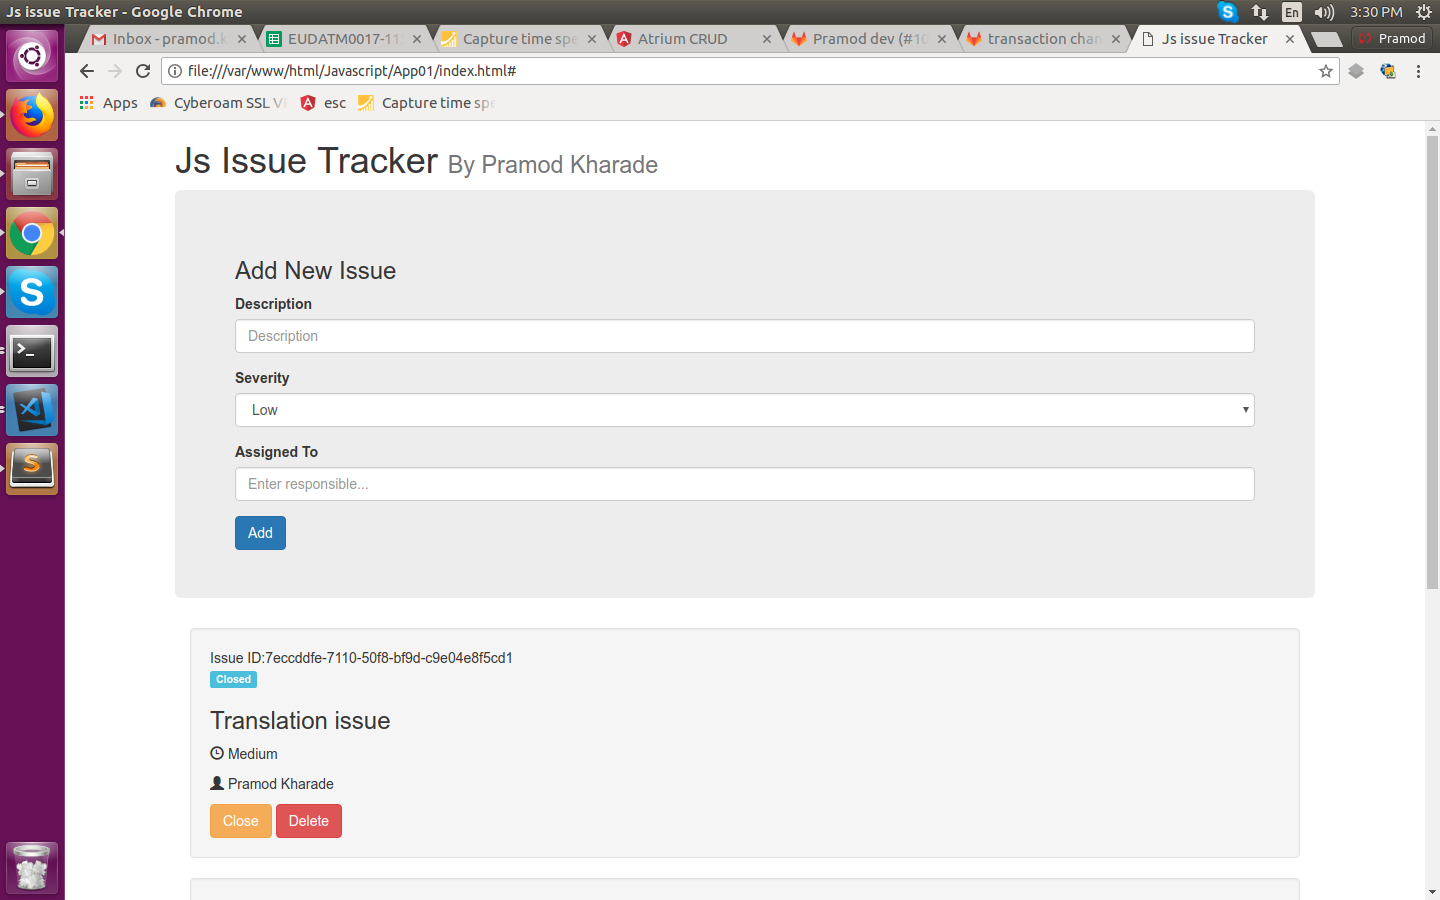 Js issue Tracker - Google Chrome
En
3:30 PM
Inbox - pramod.k
EUDATM0017-11
Capture time spe
Atrium CRUD
Pramod dev (#10
transaction chan
Js issue Tracker
Pramod
file:///var/www/html/Javascript/App01/index.html#
Apps
Cyberoam SSL V
esc
Capture time spe
Js Issue Tracker By Pramod Kharade
Add New Issue
Description
Description
Severity
Low
Assigned To
Enter responsible...
Add
Issue ID:7eccddfe-7110-50f8-bf9d-c9e04e8f5cd1
Closed
Translation issue
Medium
Pramod Kharade
Close Delete